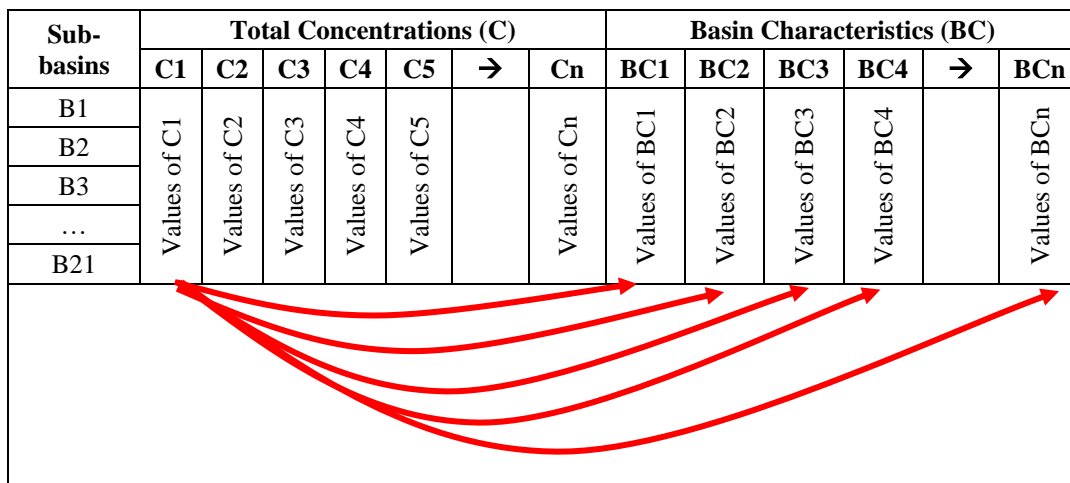 Sub-basins Total Concentrations (C) Basin Characteristics (BC)
C1 C2 C3 C4 C5 → Cn BC1 BC2 BC3 BC4 → BCn
B1
B2
B3
…
B21
Values of C1
Values of C2
Values of C3
Values of C4
Values of C5
Values of Cn
Values of BC1
Values of BC2
Values of BC3
Values of BC4
Values of BCn